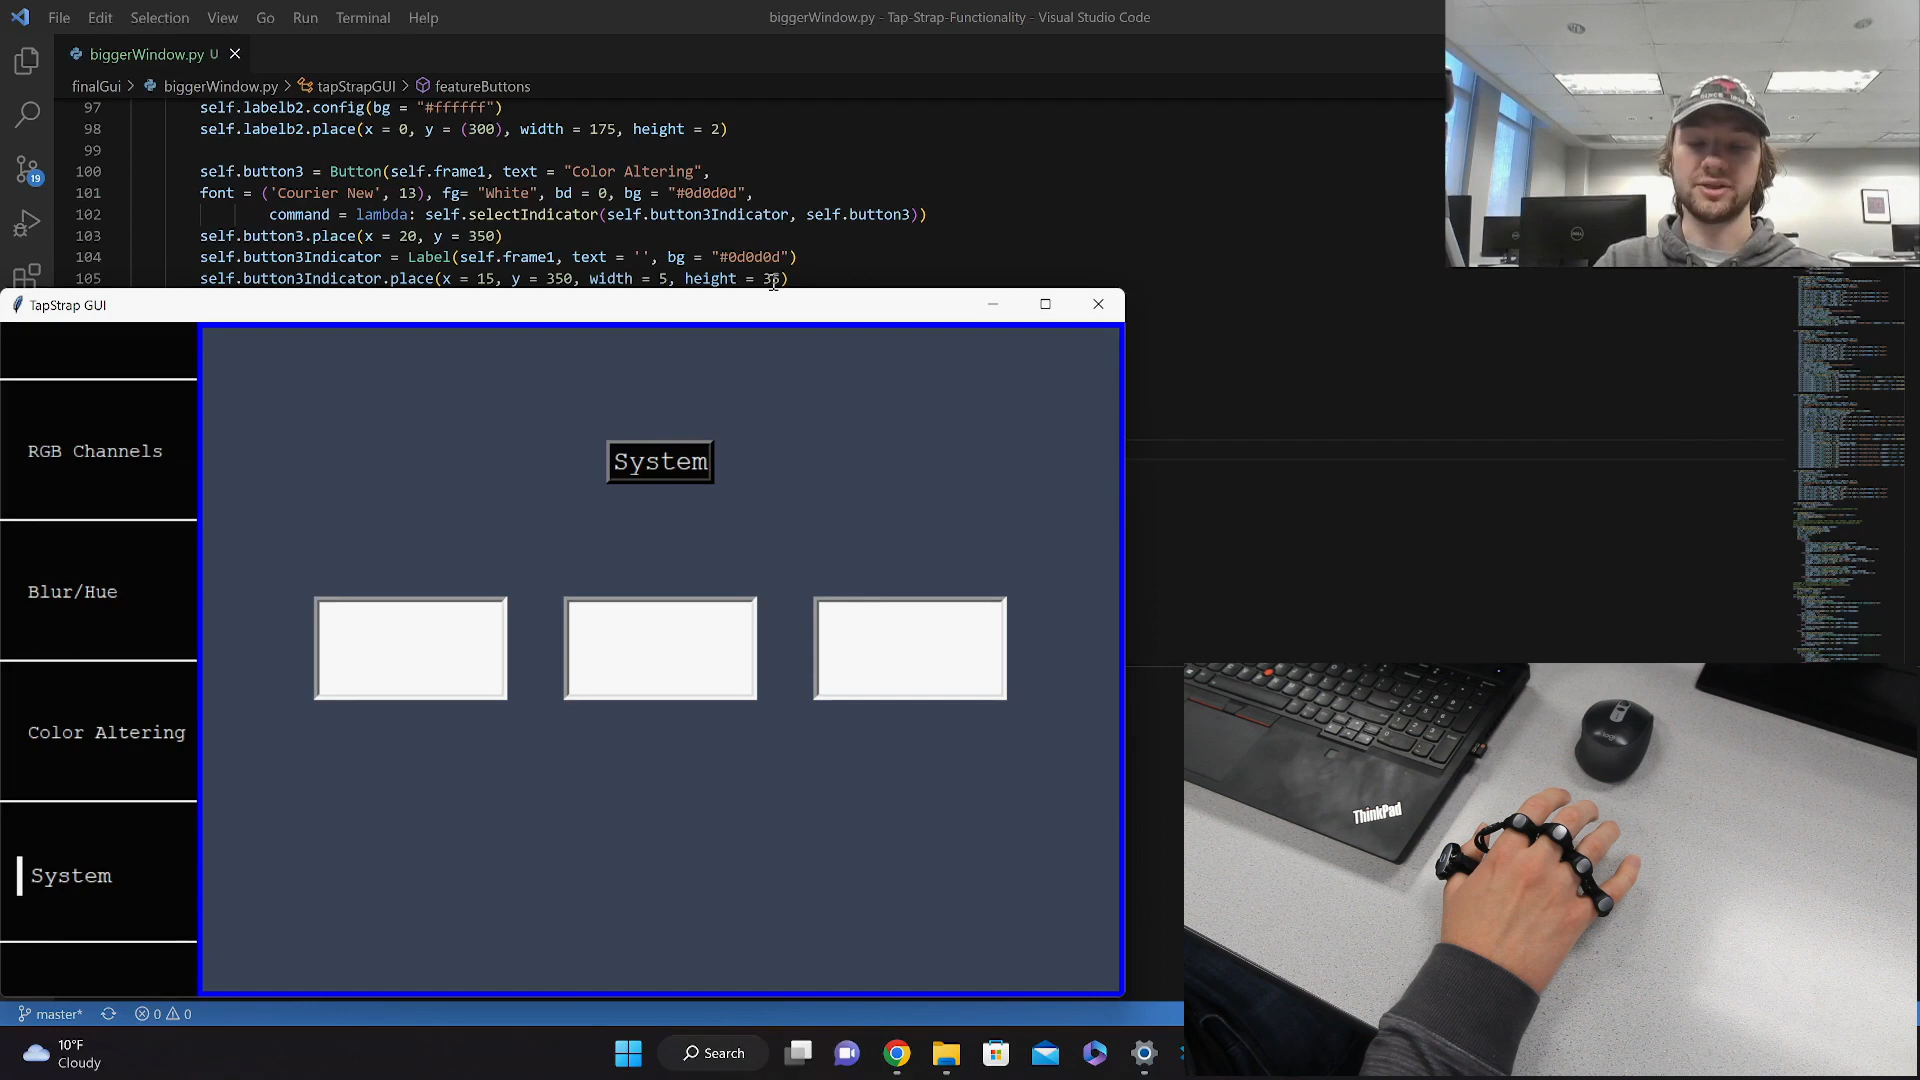 File Edit Selection View Go Run Terminal Help
biggerWindow.py - Tap-Strap-Functionality - Visual Studio Code
biggerWindow.py U
finalGui > biggerWindow.py > tapStrapGUI > featureButtons
97 self.labelb2.config(bg = "#ffffff")
98 self.labelb2.place(x = 0, y = (300), width = 175, height = 2)
99
100 self.button3 = Button(self.frame1, text = "Color Altering",
101 font = ('Courier New', 13), fg= "White", bd = 0, bg = "#0d0d0d",
102 command = lambda: self.selectIndicator(self.button3Indicator, self.button3))
103 self.button3.place(x = 20, y = 350)
104 self.button3Indicator = Label(self.frame1, text = '', bg = "#0d0d0d")
105 self.button3Indicator.place(x = 15, y = 350, width = 5, height = 35)
19
TapStrap GUI
RGB Channels
Blur/Hue
Color Altering
System
System
master*
0 0
10°F
Cloudy
Search
ThinkPad
DELL
logi